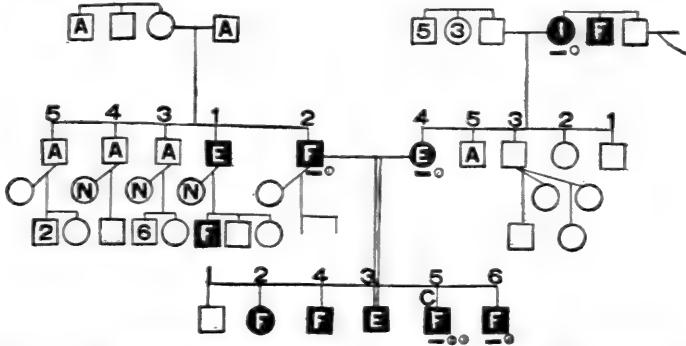 A A 5 3 I F
5 4 3 1 2 4 5 3 2 1
A A A E F E A
N N N
2 6 F
1 2 4 3 5 6
C
F F E F F